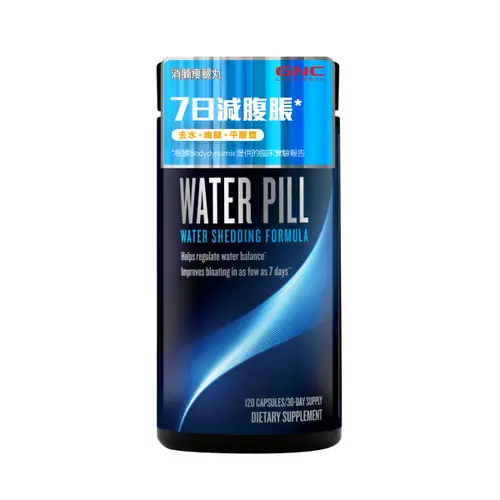 消腩瘦腿丸
GNC
7日減腹脹*
去水・瘦腿・平腰腹
*根據Bodydynamix提供的臨床實驗報告
WATER PILL
WATER SHEDDING FORMULA
Helps regulate water balance*
Improves bloating in as few as 7 days**
120 CAPSULES/30-DAY SUPPLY
DIETARY SUPPLEMENT